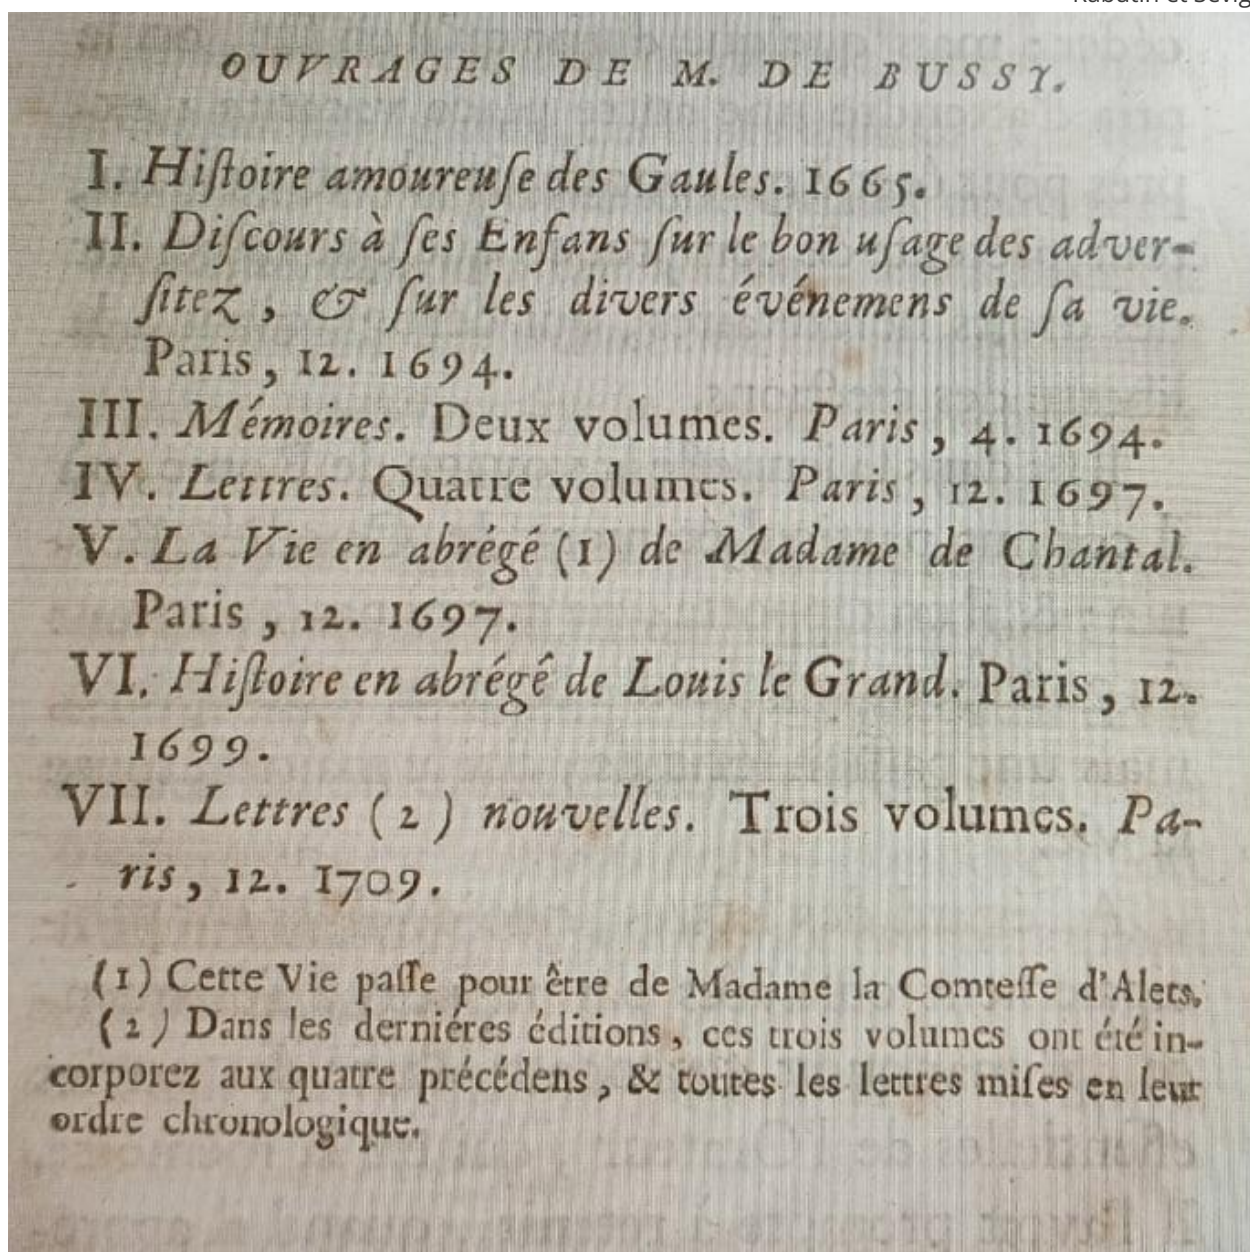 OUVRAGES DE M. DE BUSSY.
I. Hiſtoire amoureuſe des Gaules. 1665.
II. Diſcours à ſes Enfans ſur le bon uſage des adver-
ſitez, & ſur les divers événemens de ſa vie.
Paris, 12. 1694.
III. Mémoires. Deux volumes. Paris, 4. 1694.
IV. Lettres. Quatre volumes. Paris, 12. 1697.
V. La Vie en abrégé (1) de Madame de Chantal.
Paris, 12. 1697.
VI. Hiſtoire en abrégé de Louis le Grand. Paris, 12.
1699.
VII. Lettres (2) nouvelles. Trois volumes. Pa-
ris, 12. 1709.
(1) Cette Vie paſſe pour être de Madame la Comteſſe d'Alets.
(2) Dans les derniéres éditions, ces trois volumes ont été in-
corporez aux quatre précédens, & toutes les lettres miſes en leur
ordre chronologique.